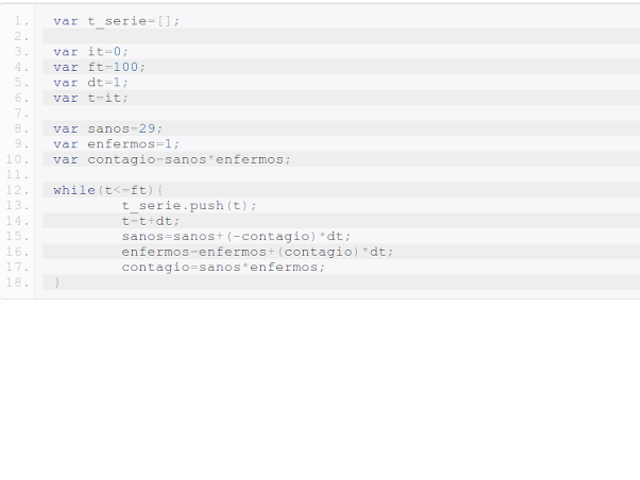 1. var t_serie=[];
2.
3. var it=0;
4. var ft=100;
5. var dt=1;
6. var t=it;
7.
8. var sanos=29;
9. var enfermos=1;
10. var contagio=sanos*enfermos;
11.
12. while(t<=ft){
13. t_serie.push(t);
14. t=t+dt;
15. sanos=sanos+(-contagio)*dt;
16. enfermos=enfermos+(contagio)*dt;
17. contagio=sanos*enfermos;
18. }